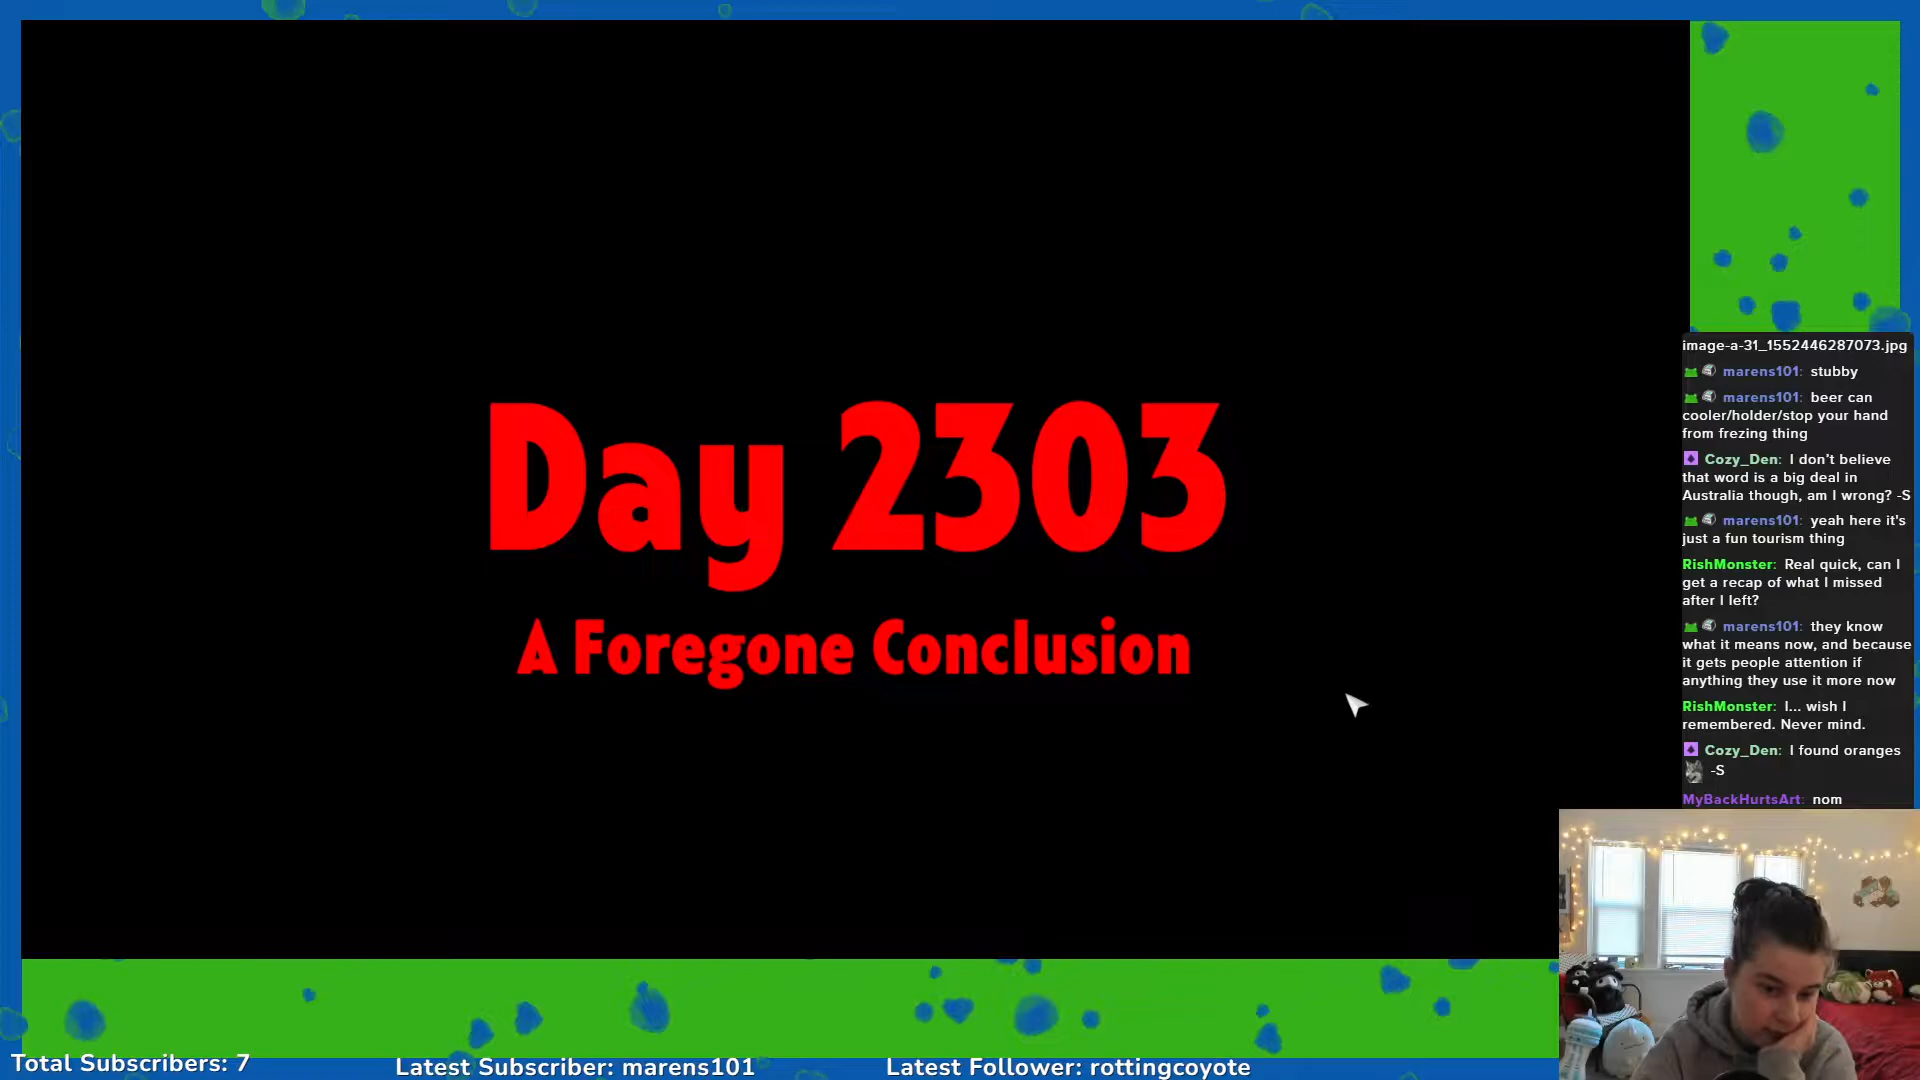 Day 2303
A Foregone Conclusion
image-a-31_1552446287073.jpg
marens101: stubby
marens101: beer can
cooler/holder/stop your hand
from frezing thing
Cozy_Den: I don't believe
that word is a big deal in
Australia though, am I wrong? -S
marens101: yeah here it's
just a fun tourism thing
RishMonster: Real quick, can I
get a recap of what I missed
after I left?
marens101: they know
what it means now, and because
it gets people attention if
anything they use it more now
RishMonster: I... wish I
remembered. Never mind.
Cozy_Den: I found oranges
-S
MyBackHurtsArt: nom
Total Subscribers: 7
Latest Subscriber: marens101
Latest Follower: rottingcoyote